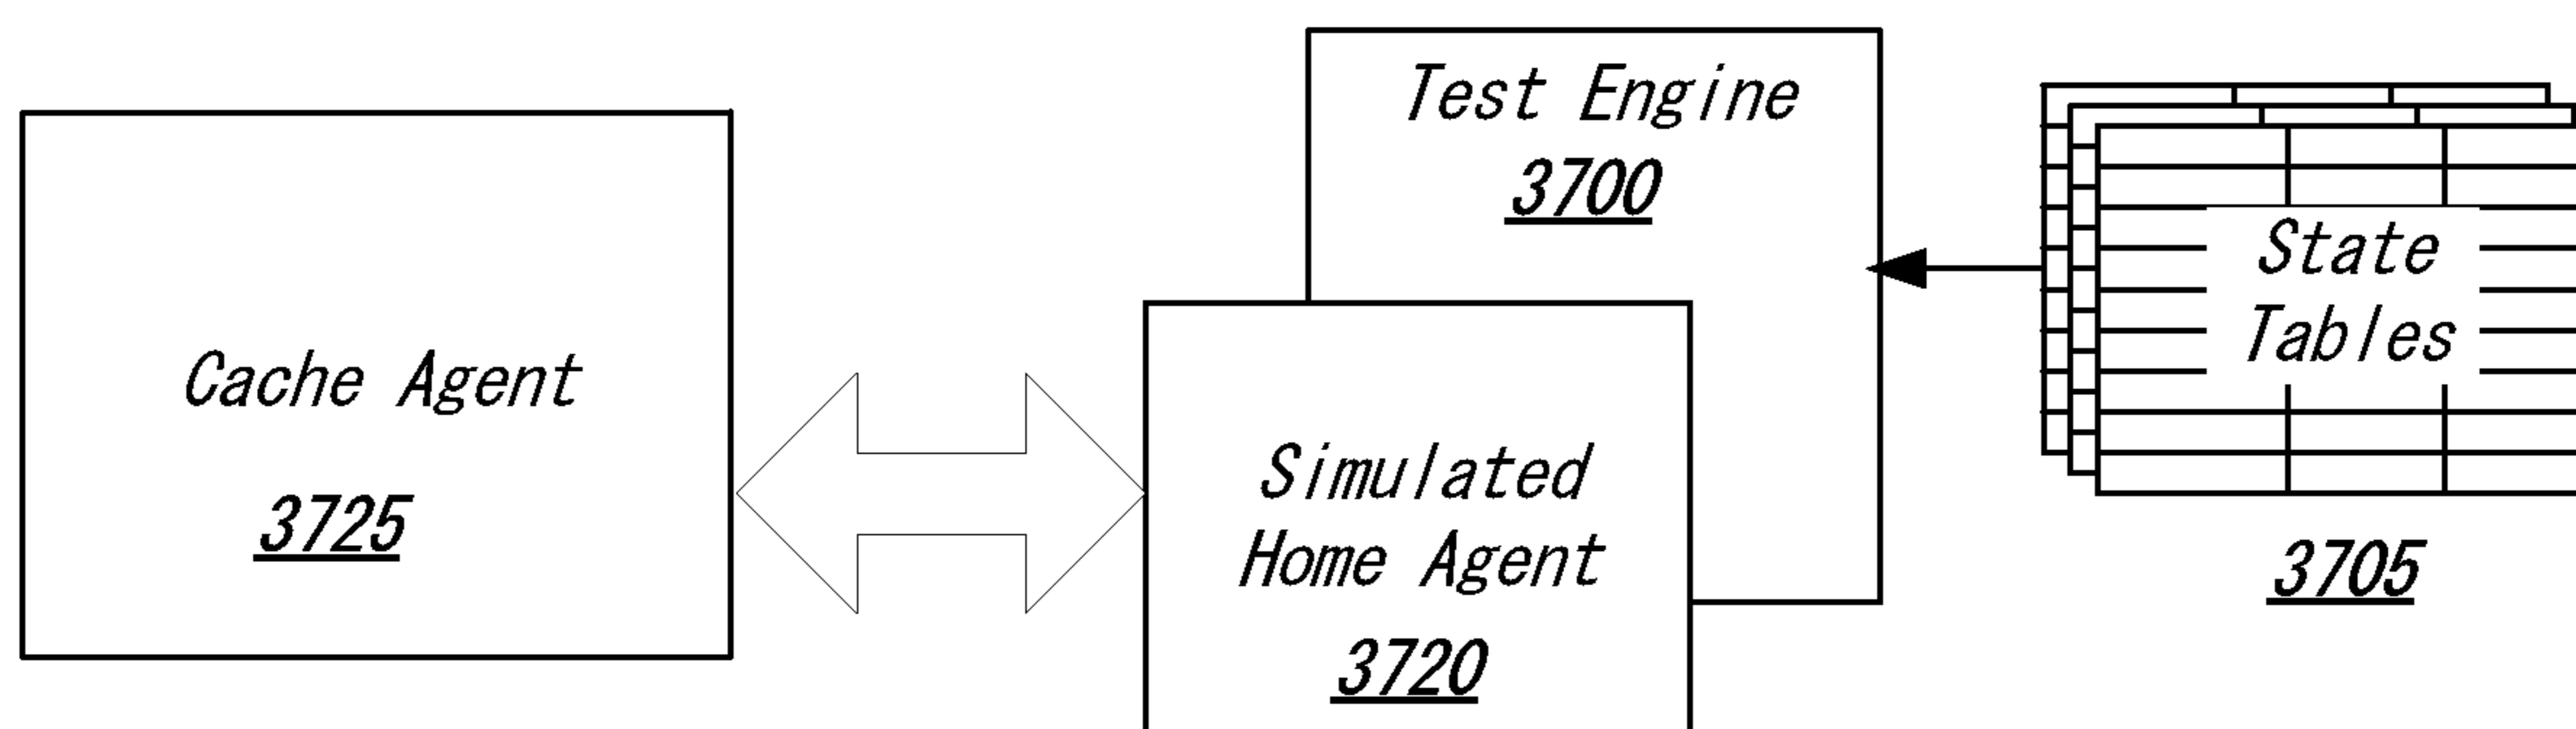 Cache Agent
3725
Test Engine
3700
Simulated
Home Agent
3720
State
Tables
3705